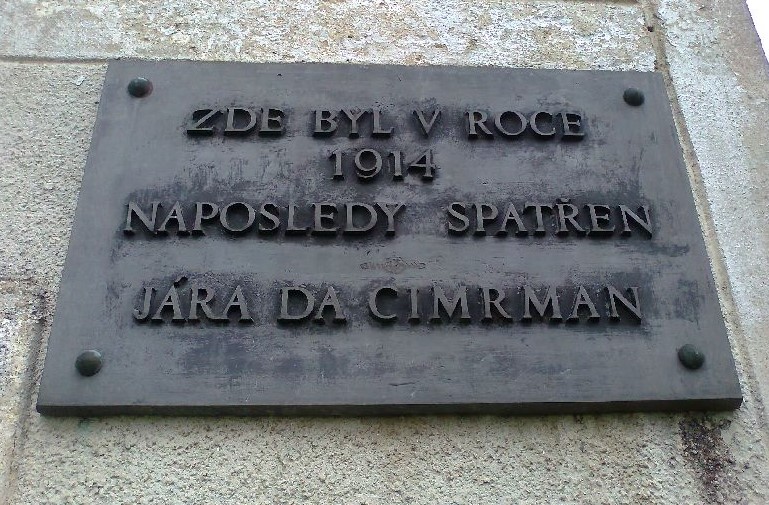 ZDE BYL V ROCE
1914
NAPOSLEDY SPATŘEN
JÁRA DA CIMRMAN